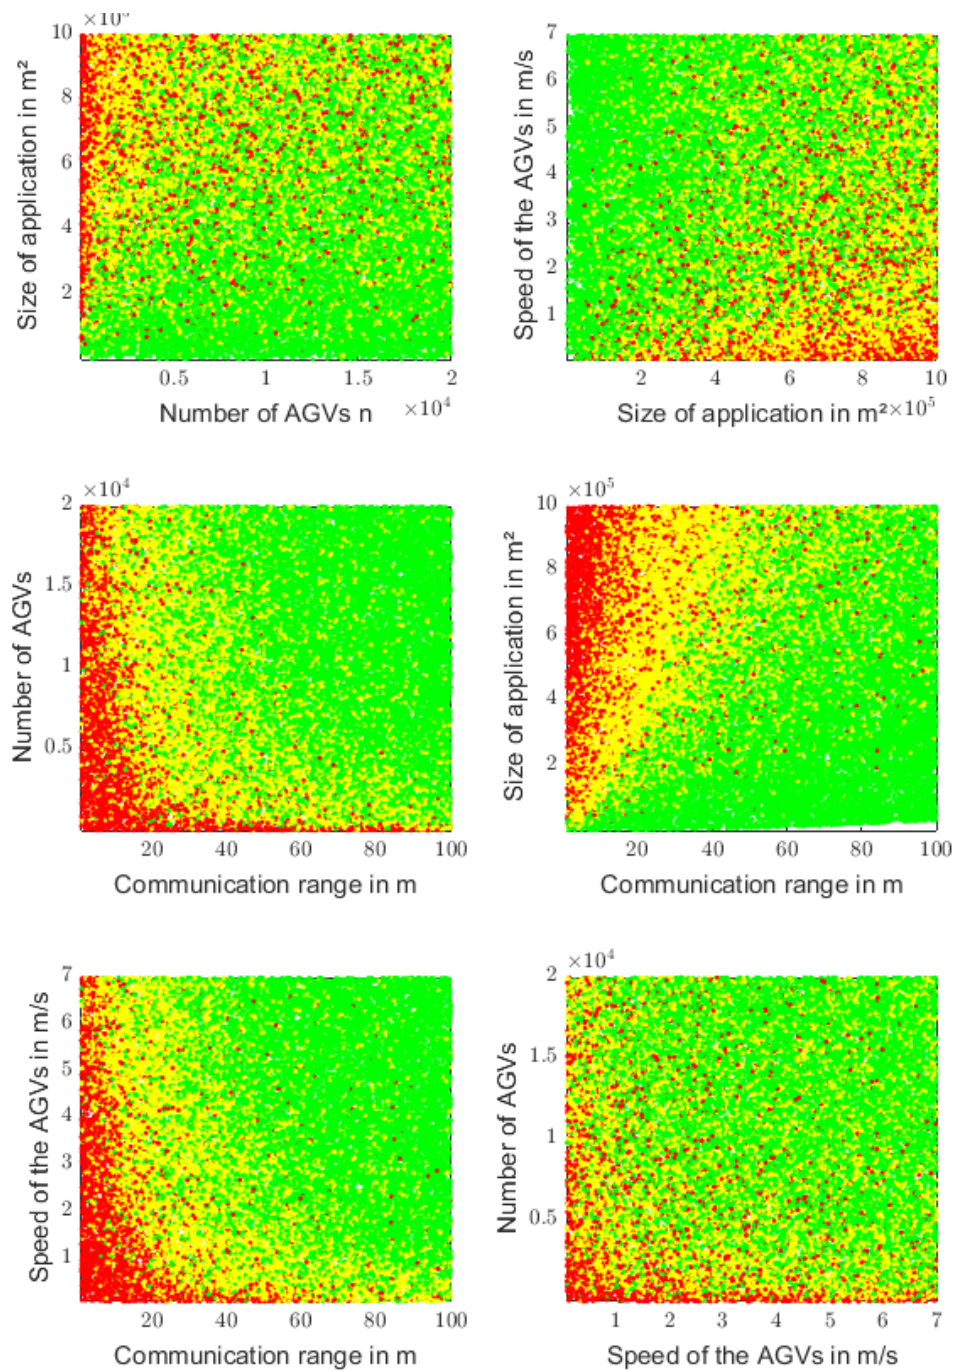 10
8
6
4
2
Size of application in m²
0.5 1 1.5 2
Number of AGVs n ×10⁴
7
6
5
4
3
2
1
Speed of the AGVs in m/s
2 4 6 8 10
Size of application in m² ×10⁵
2 ×10⁴
1.5
1
0.5
Number of AGVs
20 40 60 80 100
Communication range in m
10 ×10⁵
8
6
4
2
Size of application in m²
20 40 60 80 100
Communication range in m
7
6
5
4
3
2
1
Speed of the AGVs in m/s
20 40 60 80 100
Communication range in m
2 ×10⁴
1.5
1
0.5
Number of AGVs
1 2 3 4 5 6 7
Speed of the AGVs in m/s